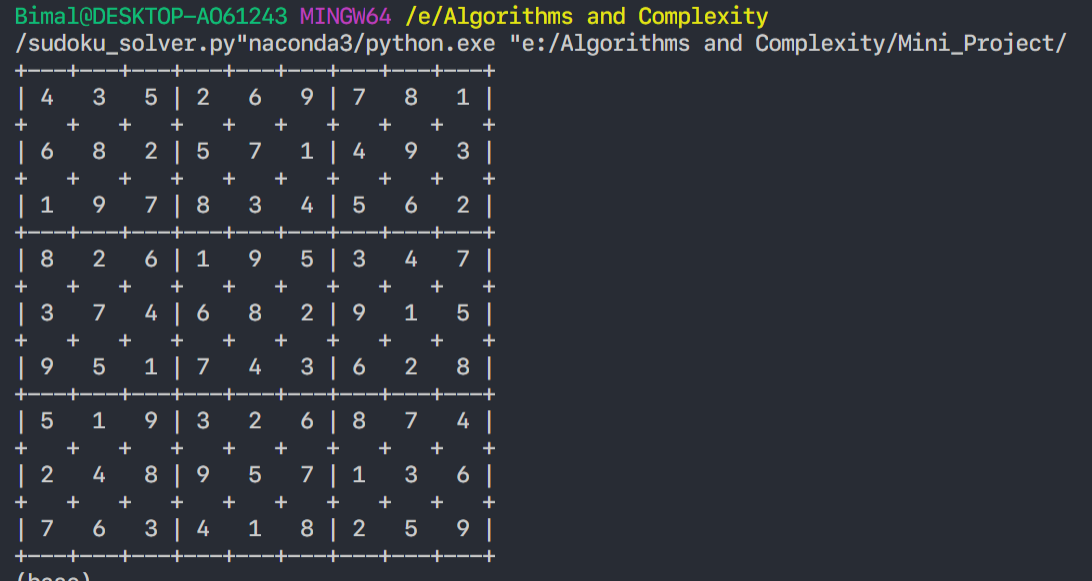 Bimal@DESKTOP-AO61243 MINGW64 /e/Algorithms and Complexity
/sudoku_solver.py"naconda3/python.exe "e:/Algorithms and Complexity/Mini_Project/
+---+---+---+---+---+---+---+---+---+
| 4   3   5 | 2   6   9 | 7   8   1 |
+   +   +   +   +   +   +   +   +   +
| 6   8   2 | 5   7   1 | 4   9   3 |
+   +   +   +   +   +   +   +   +   +
| 1   9   7 | 8   3   4 | 5   6   2 |
+---+---+---+---+---+---+---+---+---+
| 8   2   6 | 1   9   5 | 3   4   7 |
+   +   +   +   +   +   +   +   +   +
| 3   7   4 | 6   8   2 | 9   1   5 |
+   +   +   +   +   +   +   +   +   +
| 9   5   1 | 7   4   3 | 6   2   8 |
+---+---+---+---+---+---+---+---+---+
| 5   1   9 | 3   2   6 | 8   7   4 |
+   +   +   +   +   +   +   +   +   +
| 2   4   8 | 9   5   7 | 1   3   6 |
+   +   +   +   +   +   +   +   +   +
| 7   6   3 | 4   1   8 | 2   5   9 |
+---+---+---+---+---+---+---+---+---+
(base)